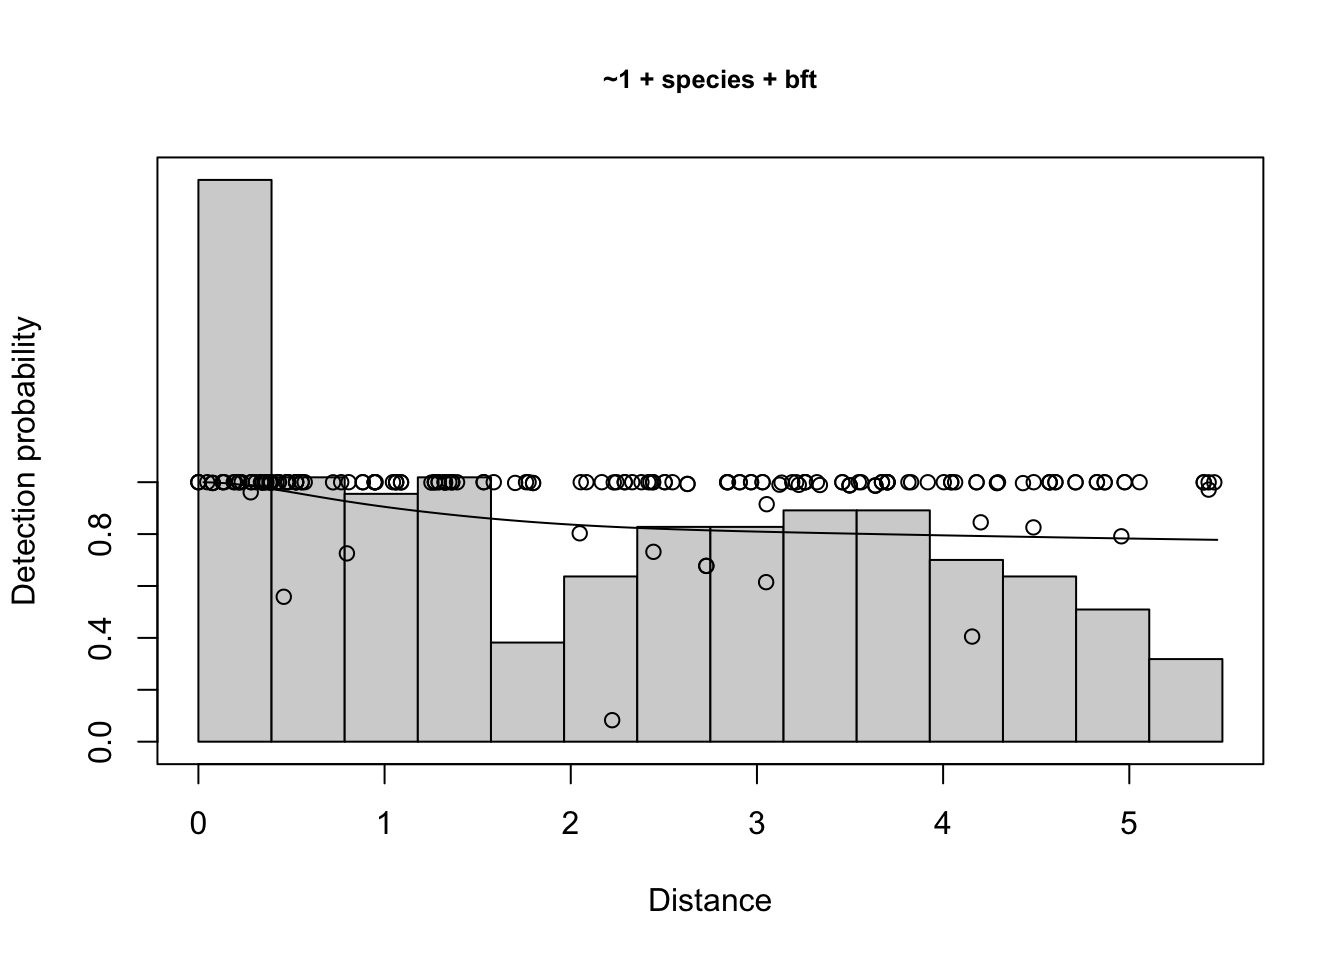 ~1 + species + bft
Detection probability
0.8
0.4
0.0
0 1 2 3 4 5
Distance